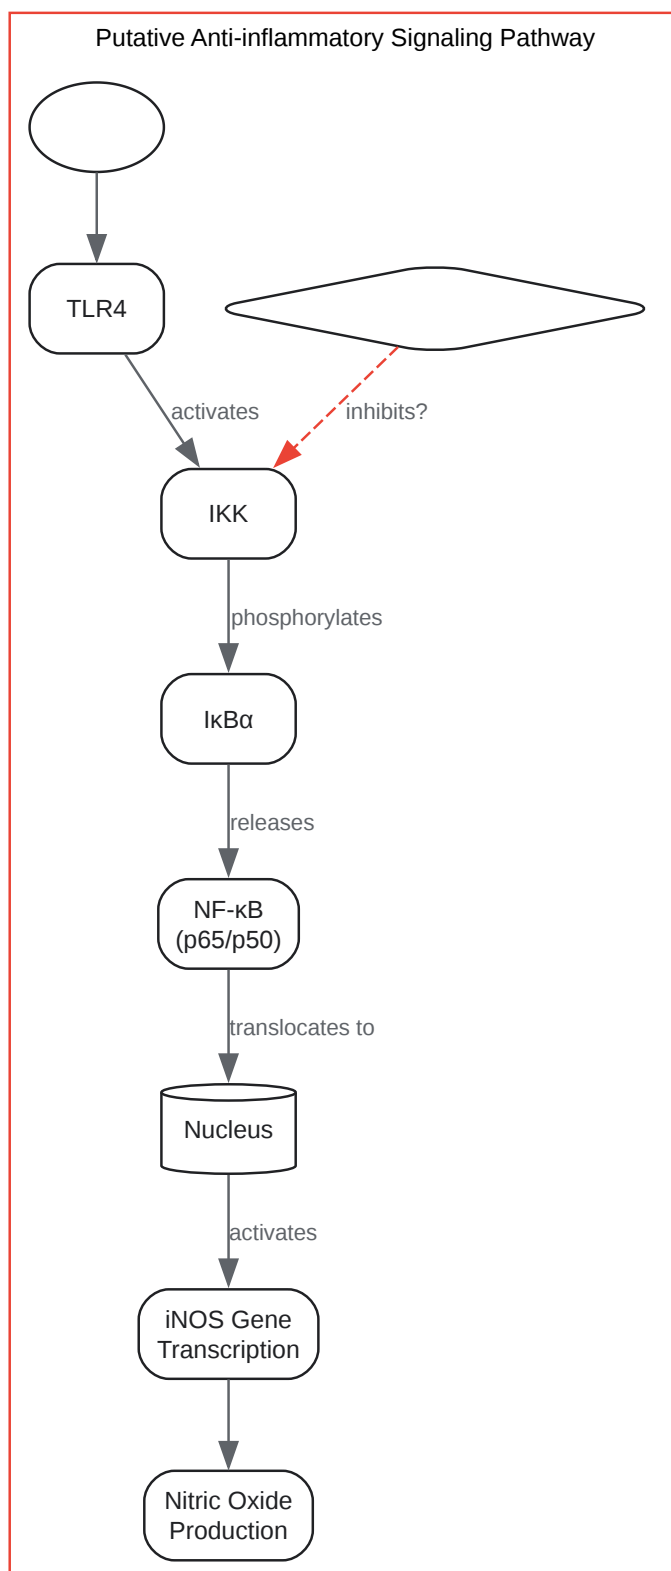 Putative Anti-inflammatory Signaling Pathway
TLR4
activates
inhibits?
IKK
phosphorylates
IκBα
releases
NF-κB
(p65/p50)
translocates to
Nucleus
activates
iNOS Gene
Transcription
Nitric Oxide
Production